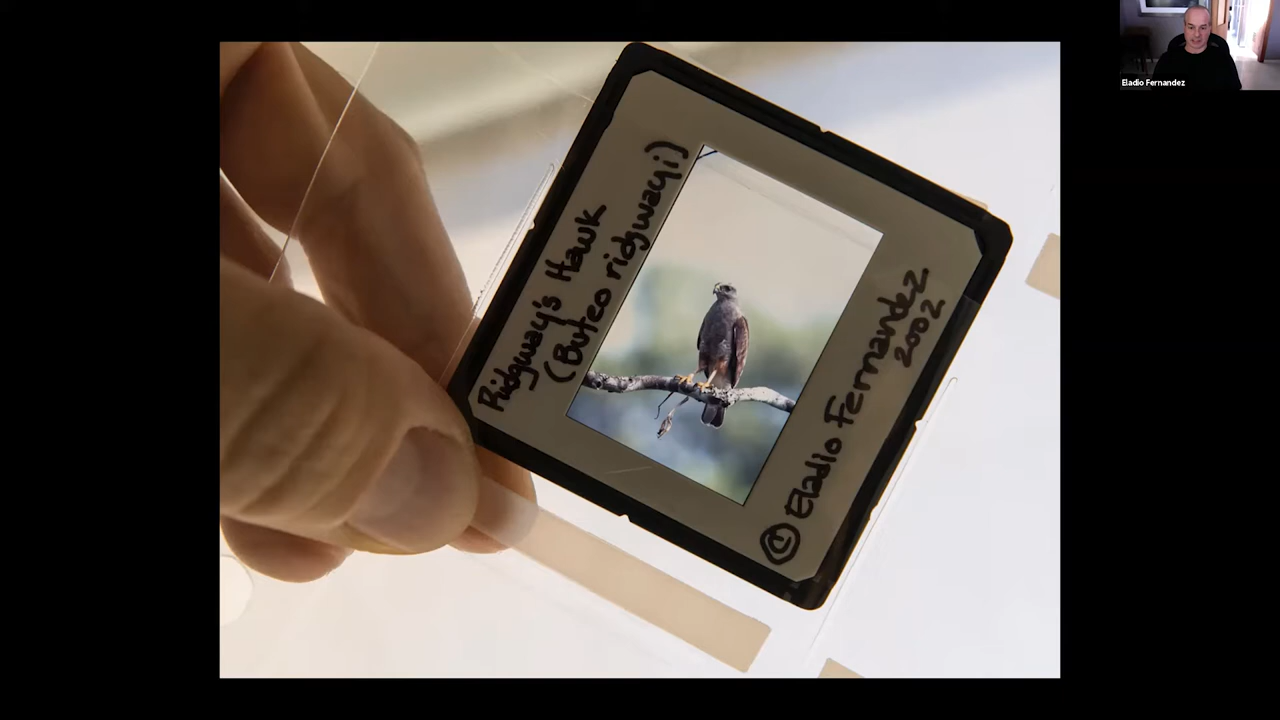 Ridgway's Hawk
(Buteo ridgwayi)
© Eladio Fernandez
2002
Eladio Fernandez